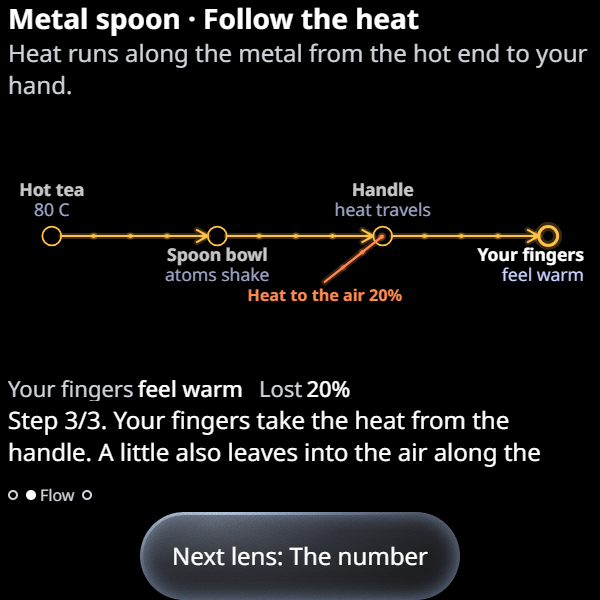 Metal spoon · Follow the heat
Heat runs along the metal from the hot end to your
hand.
Hot tea
80 C
Handle
heat travels
Spoon bowl
atoms shake
Your fingers
feel warm
Heat to the air 20%
Your fingers feel warm Lost 20%
Step 3/3. Your fingers take the heat from the
handle. A little also leaves into the air along the
Flow
Next lens: The number